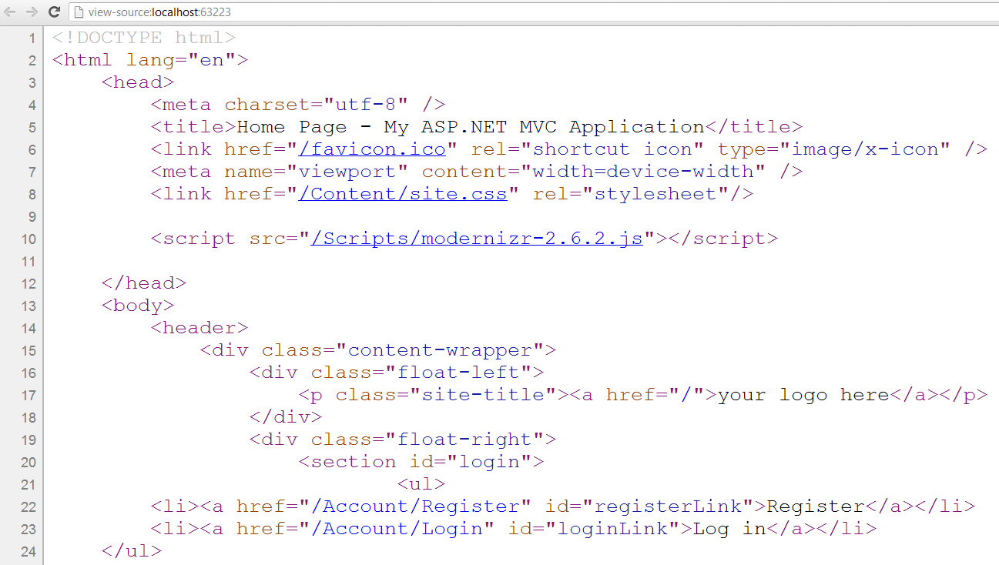 view-source:localhost:63223
1 <!DOCTYPE html>
2 <html lang="en">
3 <head>
4 <meta charset="utf-8" />
5 <title>Home Page - My ASP.NET MVC Application</title>
6 <link href="/favicon.ico" rel="shortcut icon" type="image/x-icon" />
7 <meta name="viewport" content="width=device-width" />
8 <link href="/Content/site.css" rel="stylesheet"/>
9
10 <script src="/Scripts/modernizr-2.6.2.js"></script>
11
12 </head>
13 <body>
14 <header>
15 <div class="content-wrapper">
16 <div class="float-left">
17 <p class="site-title"><a href="/">your logo here</a></p>
18 </div>
19 <div class="float-right">
20 <section id="login">
21 <ul>
22 <li><a href="/Account/Register" id="registerLink">Register</a></li>
23 <li><a href="/Account/Login" id="loginLink">Log in</a></li>
24 </ul>